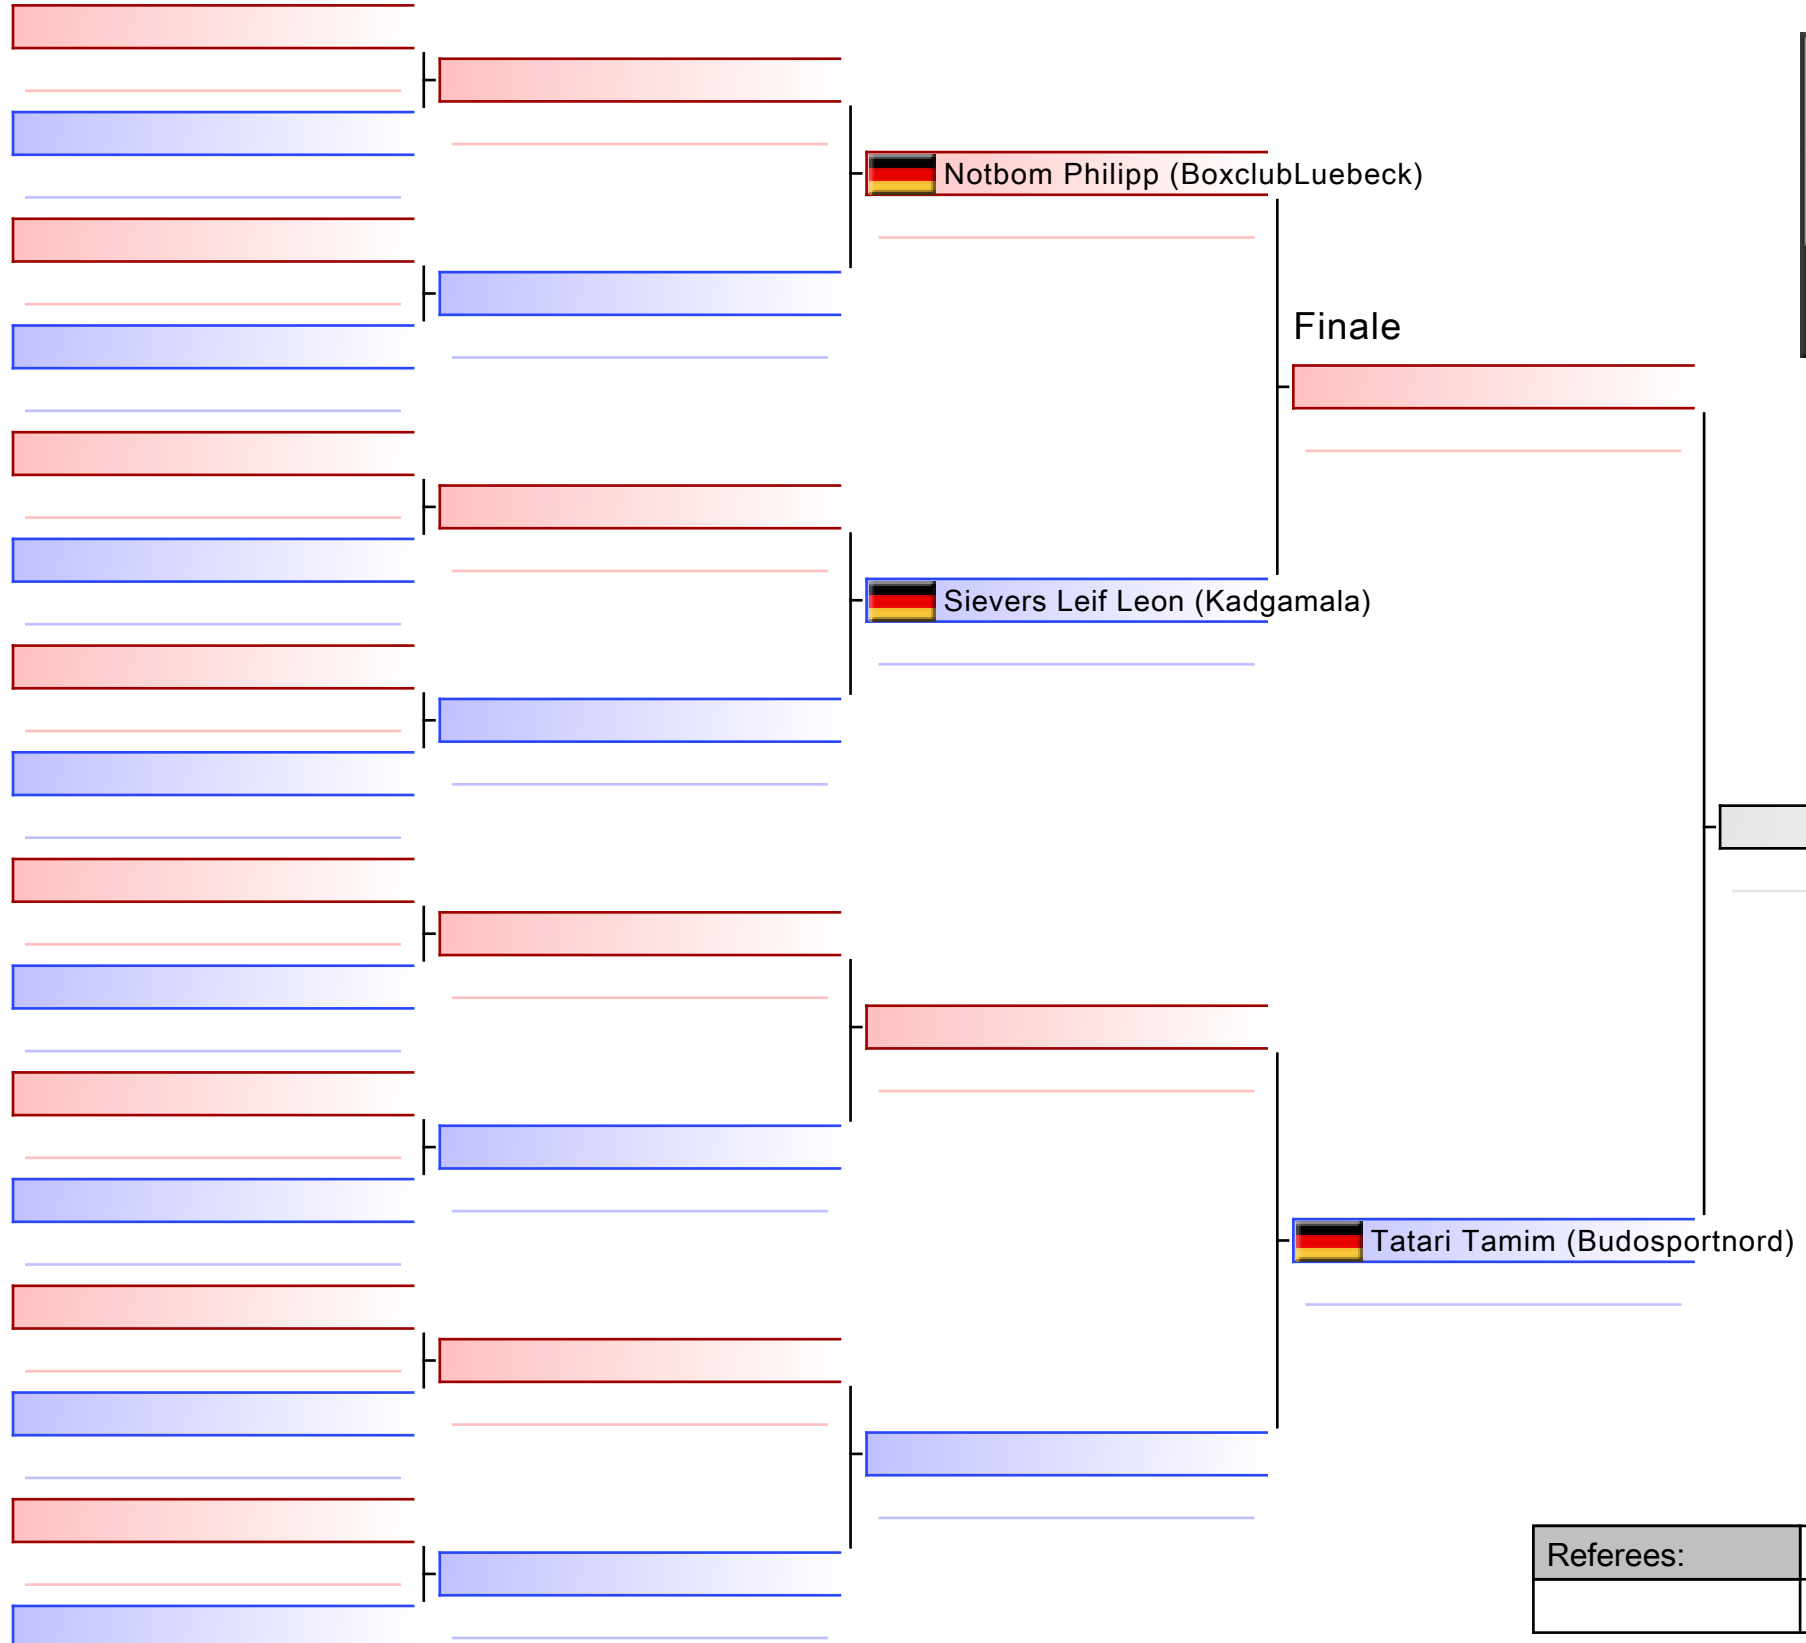 Notbom Philipp (BoxclubLuebeck)
Finale
Sievers Leif Leon (Kadgamala)
Tatari Tamim (Budosportnord)
Referees: